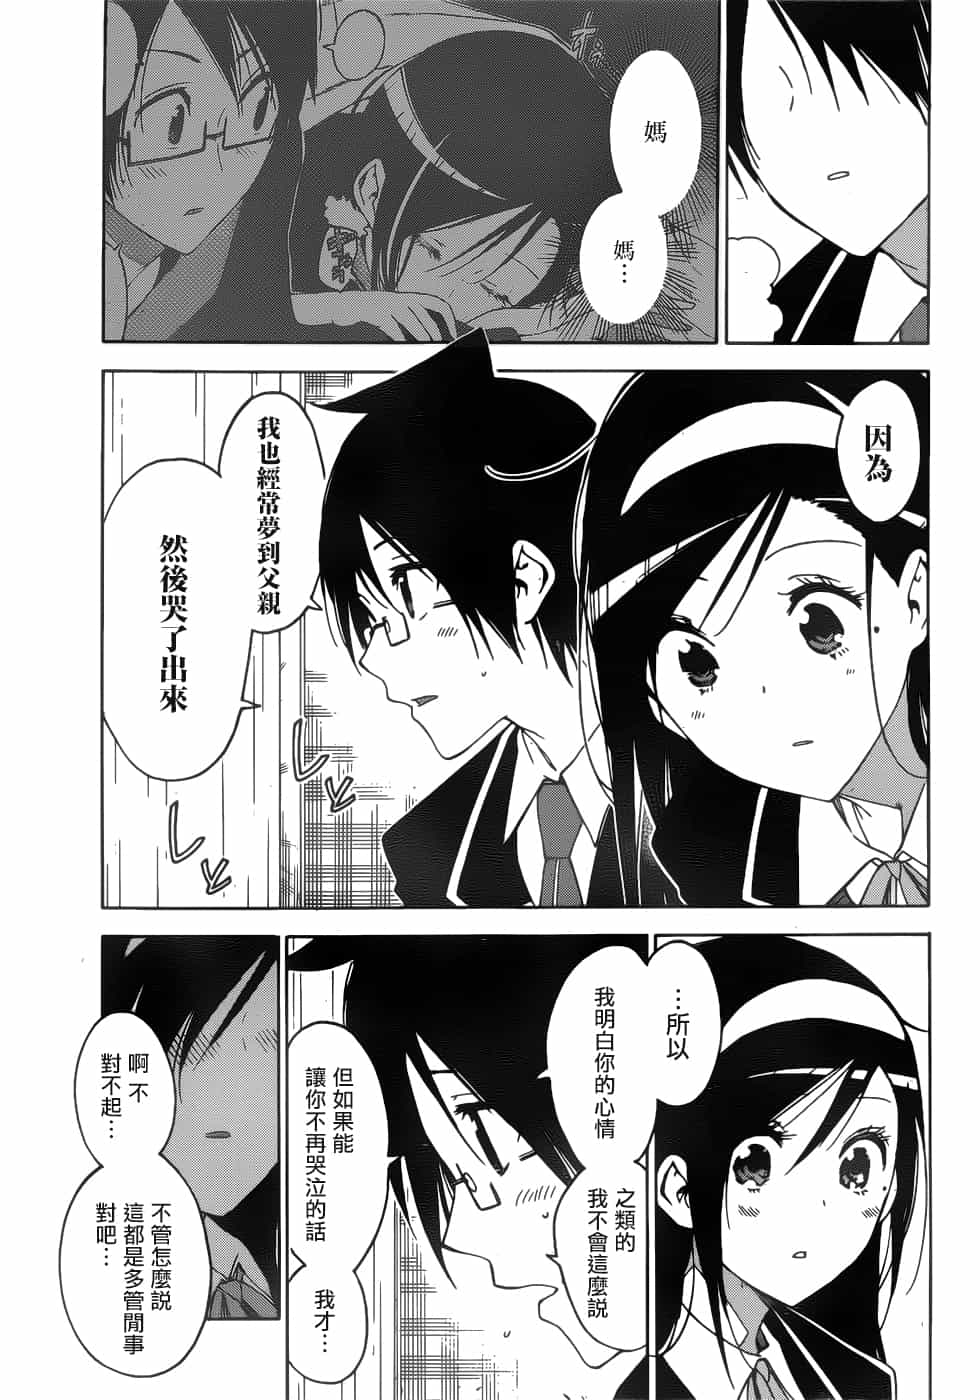 媽
媽…
因為
我也經常夢到父親
然後哭了出來
…所以
我明白你的心情
之類的
我不會這麼說
但如果能
讓你不再哭泣的話
我才…
啊 不
對不起…
不管怎麼說
這都是多管閒事
對吧…